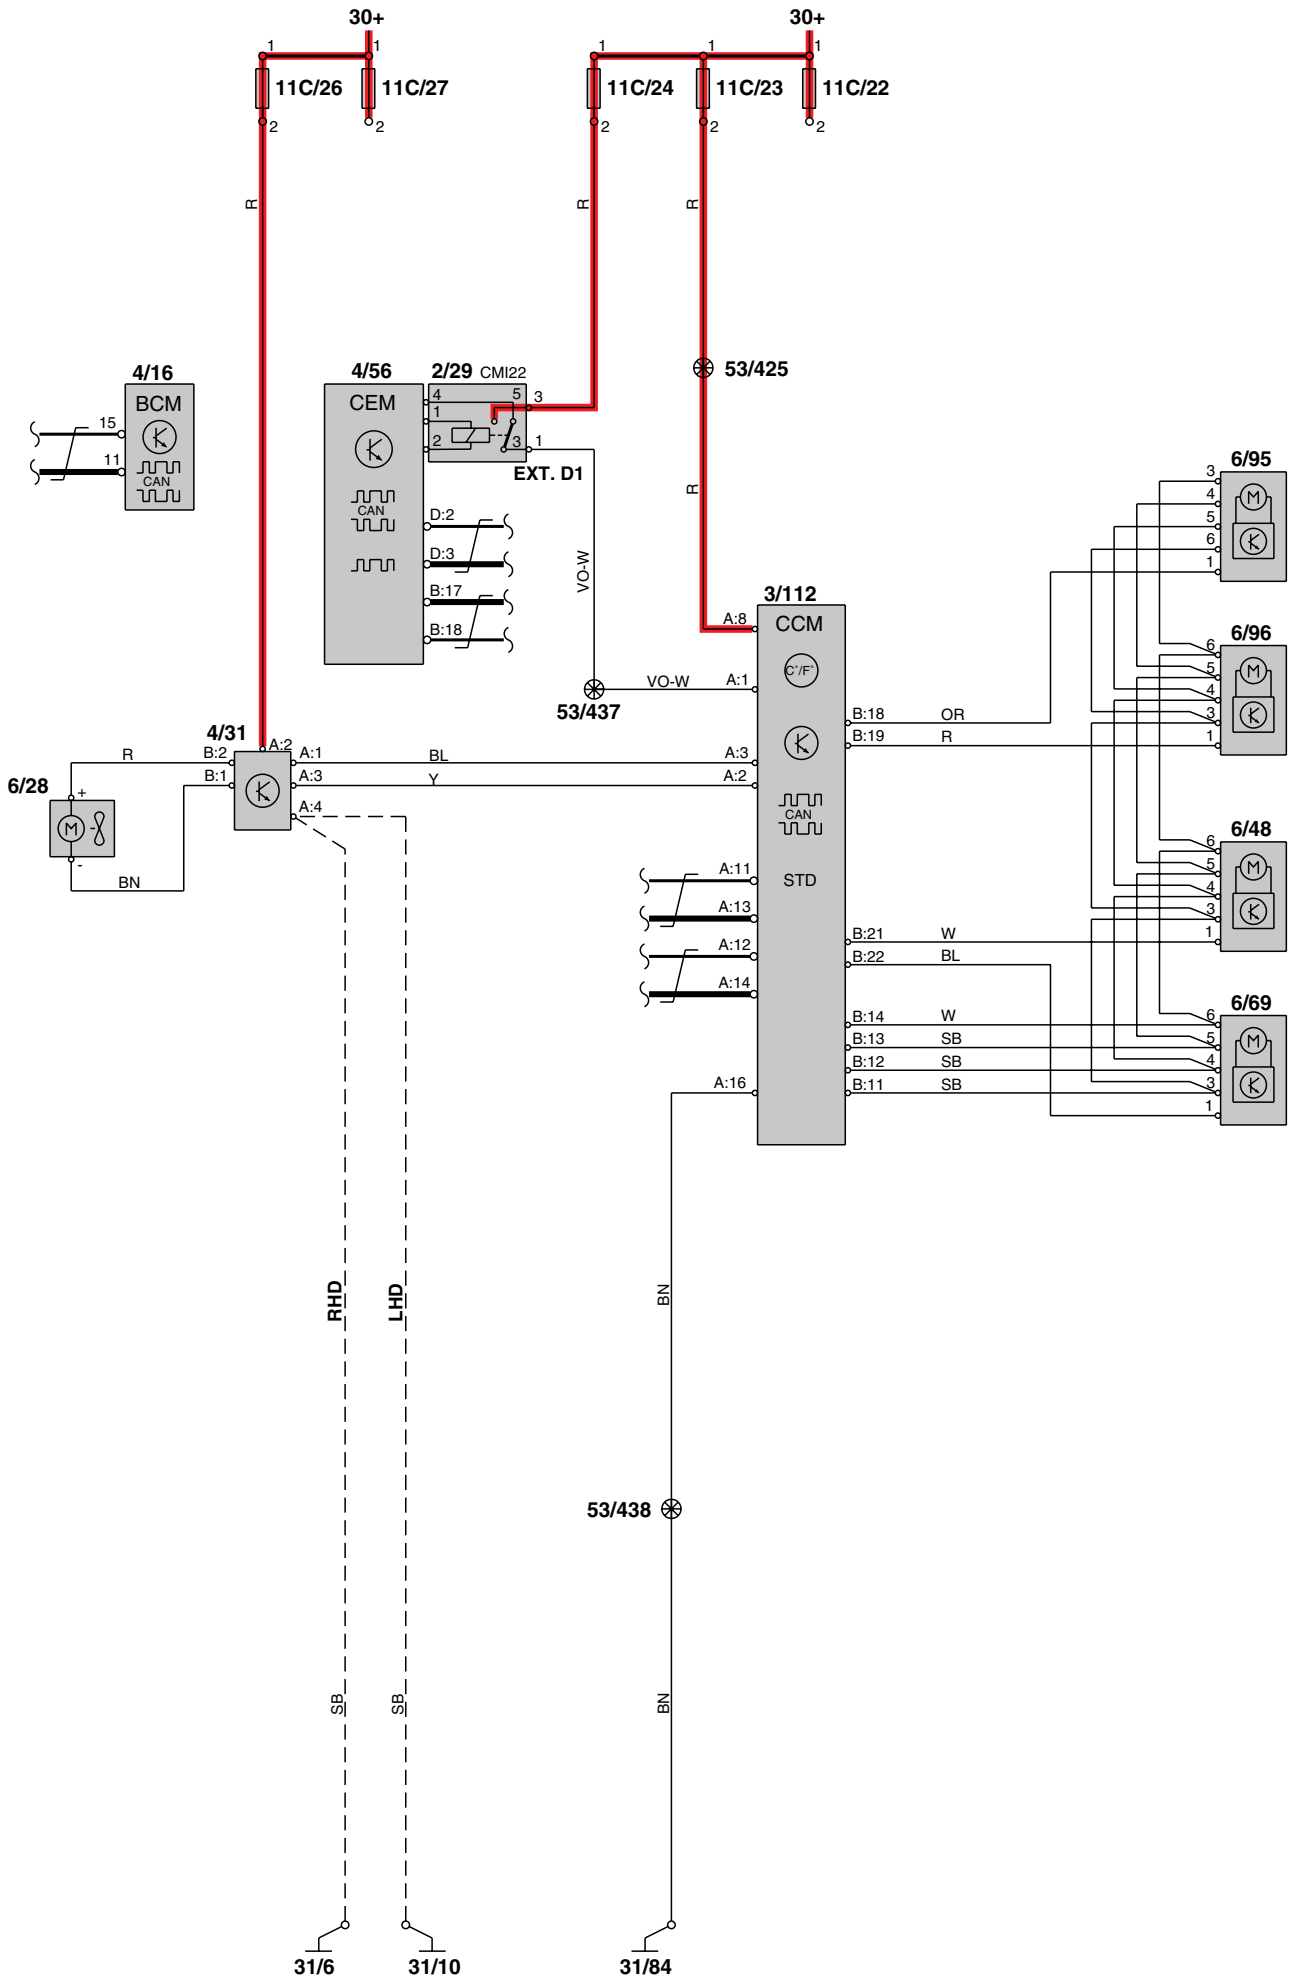 30+ 30+
1 1 1 1 1
11C/26 11C/27 11C/24 11C/23 11C/22
2 2 2 2 2
R R R
53/425
4/16 4/56 2/29 CMI22
BCM CEM 4 5 3
15 1
11 2 3 1
CAN EXT. D1
R
CAN D:2
D:3
B:17
B:18
VO-W
6/95
3
4
5
6
1
M
3/112
A:8 CCM
C°/F°
VO-W A:1
53/437
6/96
6
5
4
3
1
M
B:18 OR
B:19 R
4/31
A:2
R B:2 A:1 BL A:3
B:1 A:3 Y A:2
6/28 A:4
+
M
-
BN
CAN
STD
6/48
6
5
4
3
1
M
A:11
A:13
A:12
A:14
B:21 W
B:22 BL
6/69
6
5
4
3
1
M
B:14 W
B:13 SB
B:12 SB
B:11 SB
A:16
RHD LHD BN
53/438
SB SB BN
31/6 31/10 31/84